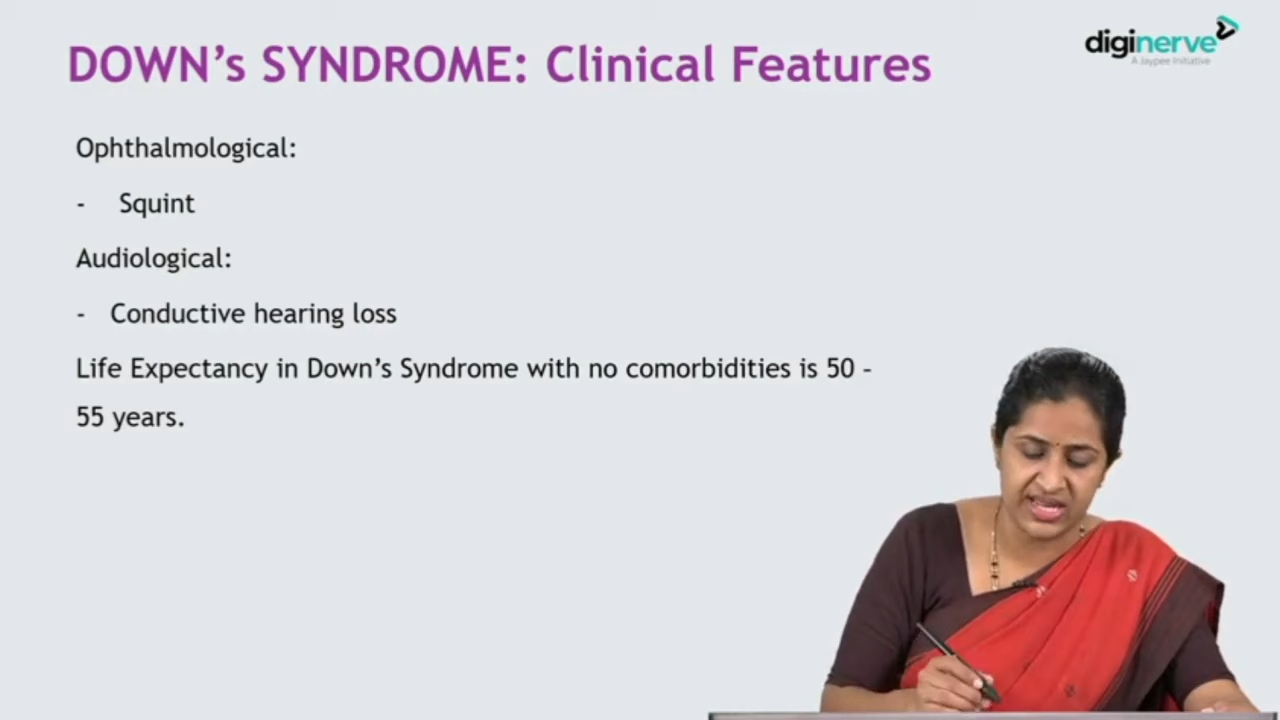 DOWN's SYNDROME: Clinical Features
diginerve
A Jaypee Initiative
Ophthalmological:
- Squint
Audiological:
- Conductive hearing loss
Life Expectancy in Down's Syndrome with no comorbidities is 50 –
55 years.